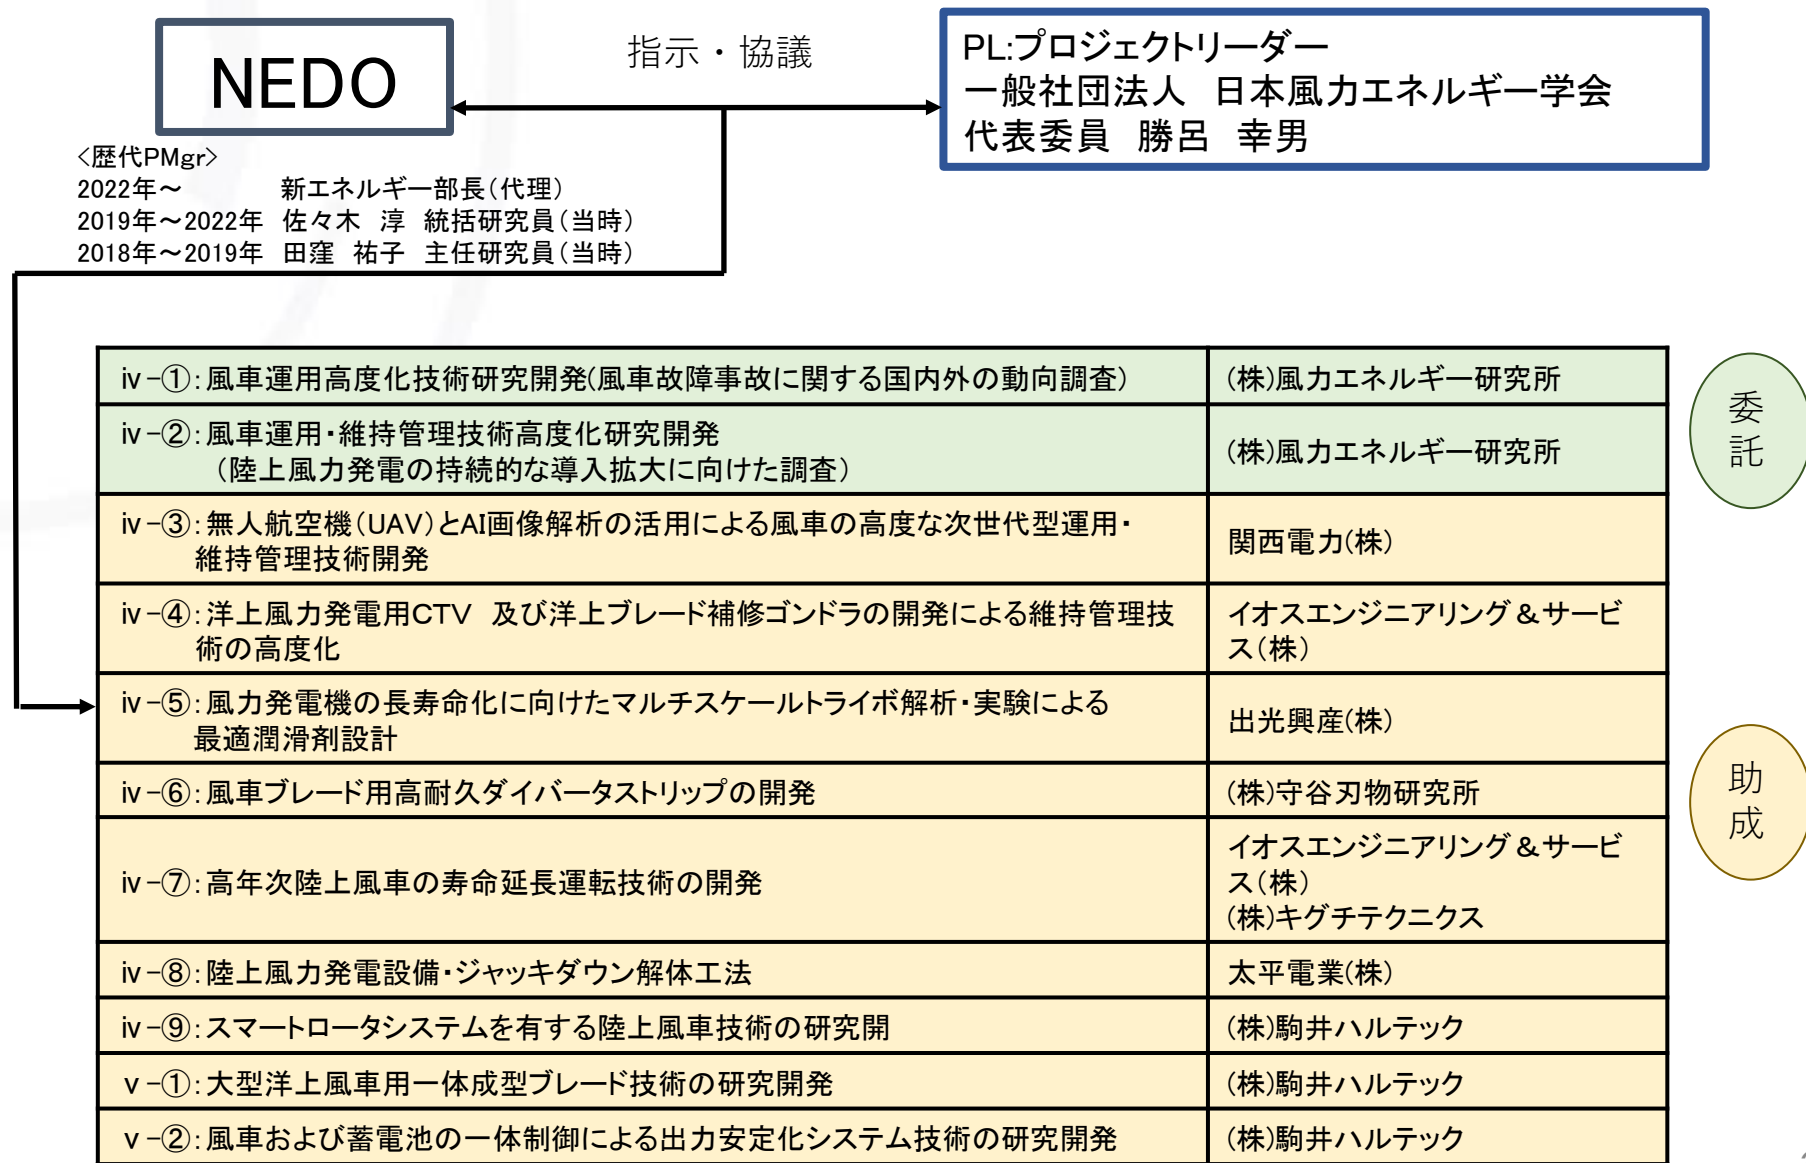 NEDO
指示・協議
PL:プロジェクトリーダー
一般社団法人 日本風力エネルギー学会
代表委員 勝呂 幸男
<歴代PMgr>
2022年～ 新エネルギー部長(代理)
2019年～2022年 佐々木 淳 統括研究員(当時)
2018年～2019年 田窪 祐子 主任研究員(当時)
ⅳ-①:風車運用高度化技術研究開発(風車故障事故に関する国内外の動向調査)
(株)風力エネルギー研究所
ⅳ-②:風車運用・維持管理技術高度化研究開発
(陸上風力発電の持続的な導入拡大に向けた調査)
(株)風力エネルギー研究所
委
託
ⅳ-③:無人航空機(UAV)とAI画像解析の活用による風車の高度な次世代型運用・
維持管理技術開発
関西電力(株)
ⅳ-④:洋上風力発電用CTV 及び洋上ブレード補修ゴンドラの開発による維持管理技
術の高度化
イオスエンジニアリング&サービ
ス(株)
ⅳ-⑤:風力発電機の長寿命化に向けたマルチスケールトライボ解析・実験による
最適潤滑剤設計
出光興産(株)
ⅳ-⑥:風車ブレード用高耐久ダイバータストリップの開発
(株)守谷刃物研究所
助
成
ⅳ-⑦:高年次陸上風車の寿命延長運転技術の開発
イオスエンジニアリング&サービ
ス(株)
(株)キグチテクニクス
ⅳ-⑧:陸上風力発電設備・ジャッキダウン解体工法
太平電業(株)
ⅳ-⑨:スマートロータシステムを有する陸上風車技術の研究開
(株)駒井ハルテック
ⅴ-①:大型洋上風車用一体成型ブレード技術の研究開発
(株)駒井ハルテック
ⅴ-②:風車および蓄電池の一体制御による出力安定化システム技術の研究開発
(株)駒井ハルテック